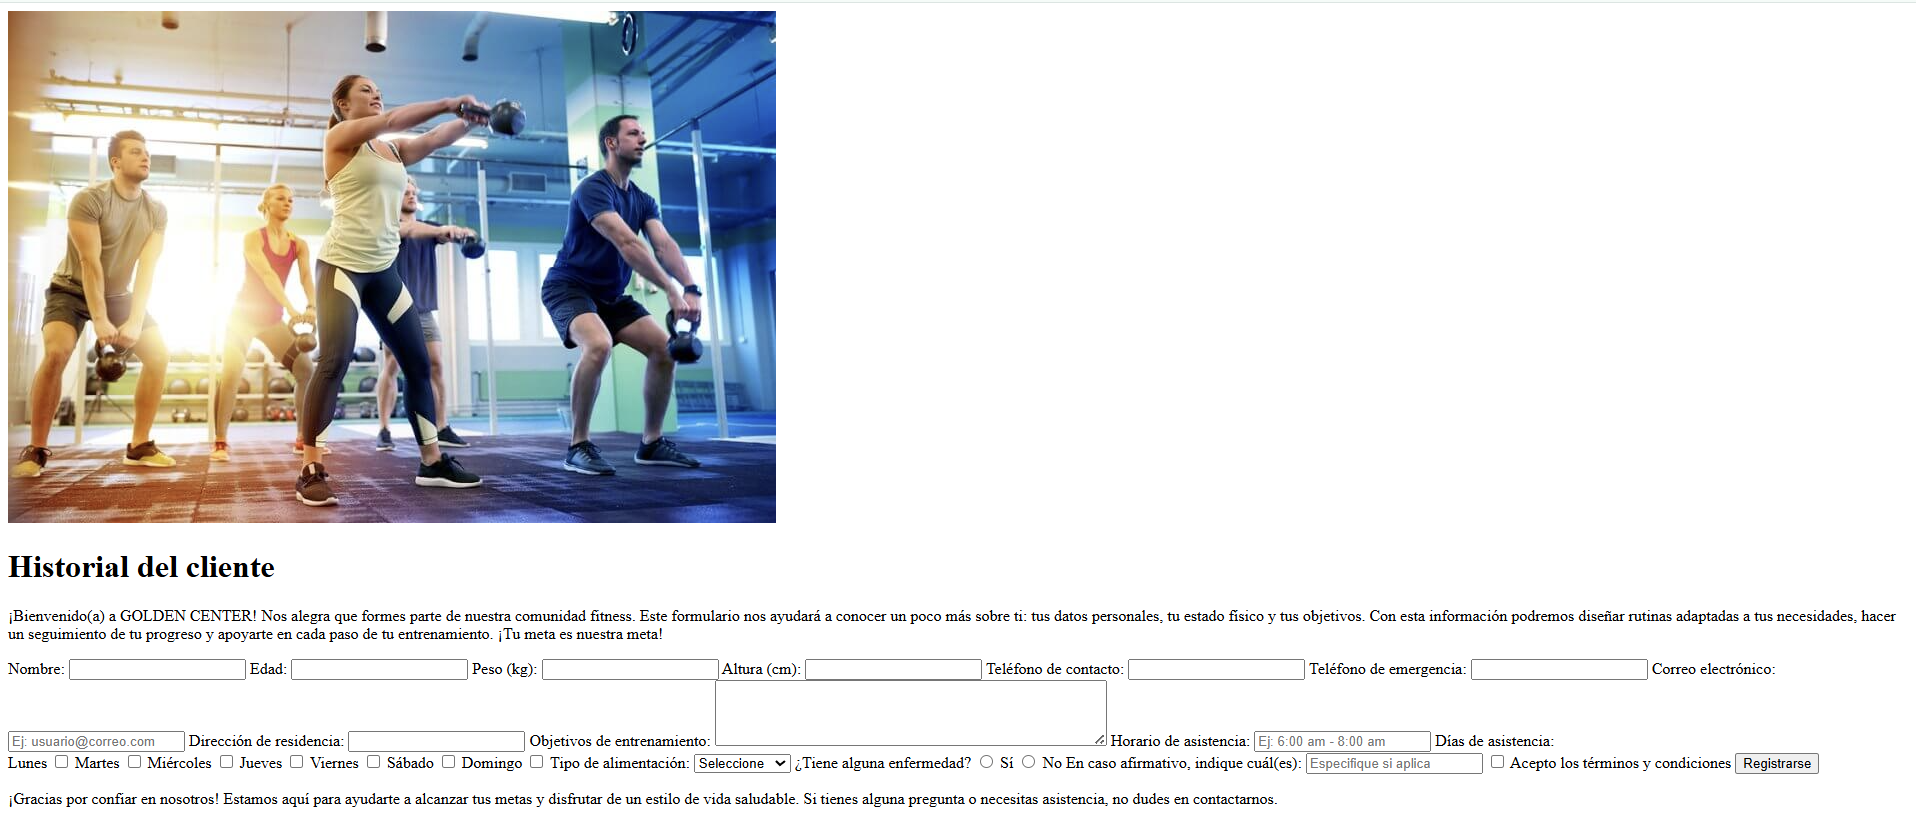 Historial del cliente
¡Bienvenido(a) a GOLDEN CENTER! Nos alegra que formes parte de nuestra comunidad fitness. Este formulario nos ayudará a conocer un poco más sobre ti: tus datos personales, tu estado físico y tus objetivos. Con esta información podremos diseñar rutinas adaptadas a tus necesidades, hacer
un seguimiento de tu progreso y apoyarte en cada paso de tu entrenamiento. ¡Tu meta es nuestra meta!
Nombre: Edad: Peso (kg): Altura (cm): Teléfono de contacto: Teléfono de emergencia: Correo electrónico:
Ej: usuario@correo.com Dirección de residencia: Objetivos de entrenamiento: Horario de asistencia: Ej: 6:00 am - 8:00 am Días de asistencia:
Lunes Martes Miércoles Jueves Viernes Sábado Domingo Tipo de alimentación: Seleccione ¿Tiene alguna enfermedad? Sí No En caso afirmativo, indique cuál(es): Especifique si aplica Acepto los términos y condiciones Registrarse
¡Gracias por confiar en nosotros! Estamos aquí para ayudarte a alcanzar tus metas y disfrutar de un estilo de vida saludable. Si tienes alguna pregunta o necesitas asistencia, no dudes en contactarnos.